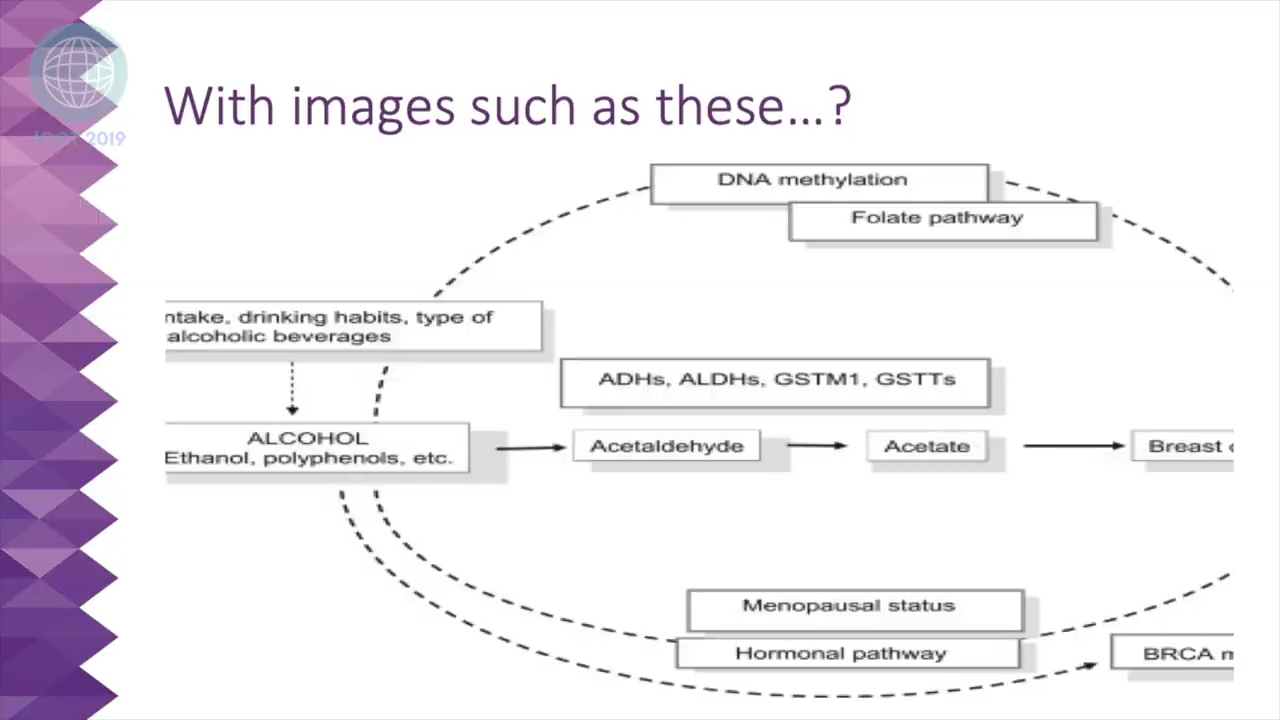 With images such as these...?
2019
DNA methylation
Folate pathway
ntake, drinking habits, type of
alcoholic beverages
ADHs, ALDHs, GSTM1, GSTTs
ALCOHOL
Ethanol, polyphenols, etc.
Acetaldehyde
Acetate
Breast
Menopausal status
Hormonal pathway
BRCA